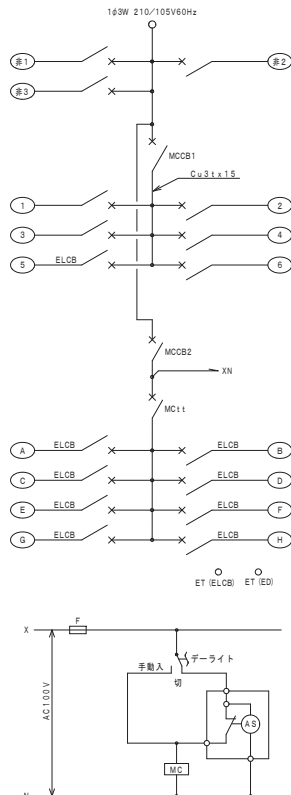 1φ3W 210/105V60Hz
非1
非2
非3
MCCB1
Cu3tx15
1
2
3
4
5
ELCB
6
MCCB2
XN
MCtt
A
ELCB
ELCB
B
C
ELCB
ELCB
D
E
ELCB
ELCB
F
G
ELCB
ELCB
H
ET (ELCB)
ET (ED)
X
F
デーライト
手動入
切
AC100V
AS
MC
N